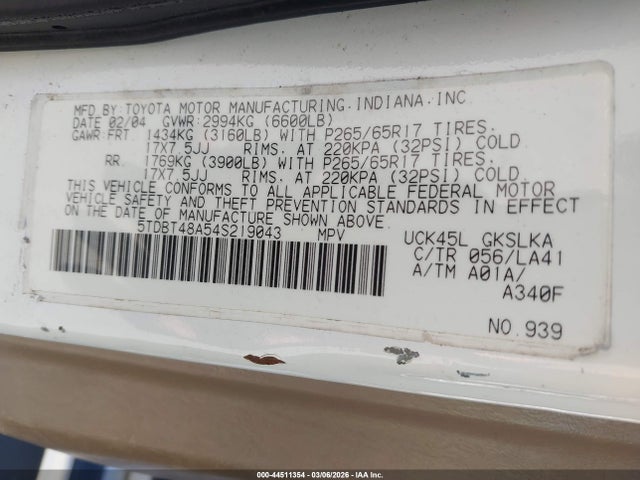 MFD.BY:TOYOTA MOTOR MANUFACTURING.INDIANA.INC
DATE 02/04 GVWR:2994KG (6600LB)
GAWR FRT 1434KG (3160LB) WITH P265/65R17 TIRES.
17X7.5JJ RIMS. AT 220KPA (32PSI) COLD
RR. 1769KG (3900LB) WITH P265/65R17 TIRES.
17X7.5JJ RIMS. AT 220KPA (32PSI) COLD.
THIS VEHICLE CONFORMS TO ALL APPLICABLE FEDERAL MOTOR
VEHICLE SAFETY AND THEFT PREVENTION STANDARDS IN EFFECT
ON THE DATE OF MANUFACTURE SHOWN ABOVE.
5TDBT48A54S219043 MPV UCK45L GKSLKA
C/TR 056/LA41
A/TM A01A/
A340F
NO.939
000-44511354 | 03/06/2026 | IAA Inc.